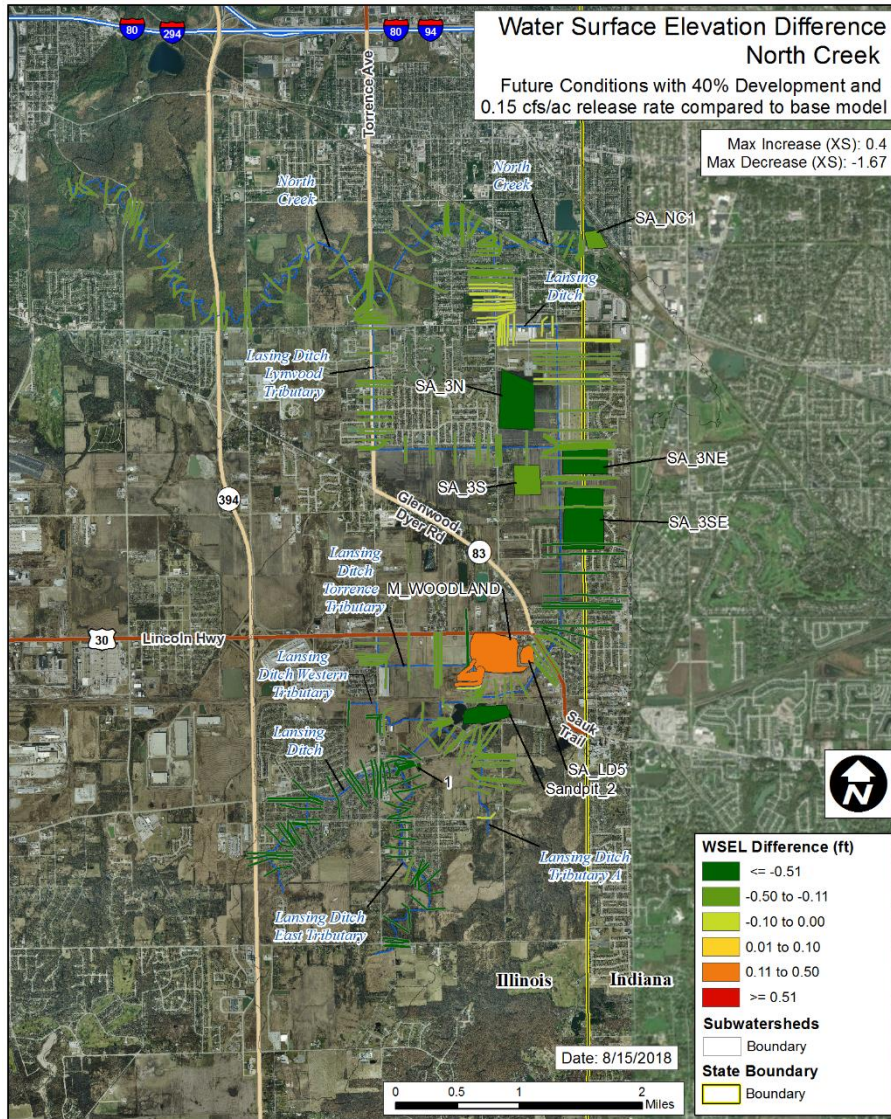 80
294
80
94
Water Surface Elevation Difference
North Creek
Future Conditions with 40% Development and
0.15 cfs/ac release rate compared to base model
Max Increase (XS): 0.4
Max Decrease (XS): -1.67
Torrence Ave
North
Creek
North
Creek
SA_NC1
Lansing
Ditch
Lasing Ditch
Lynwood
Tributary
SA_3N
SA_3NE
SA_3S
SA_3SE
394
Glenwood-
Dyer Rd
83
Lansing
Ditch
Torrence
Tributary
M_WOODLAND
30
Lincoln Hwy
Lansing
Ditch Western
Tributary
Lansing
Ditch
Sauk
Trail
SA_LD5
Sandpit_2
1
N
Lansing Ditch
Tributary A
Lansing Ditch
East Tributary
Illinois
Indiana
WSEL Difference (ft)
<= -0.51
-0.50 to -0.11
-0.10 to 0.00
0.01 to 0.10
0.11 to 0.50
>= 0.51
Subwatersheds
Boundary
State Boundary
Boundary
Date: 8/15/2018
0 0.5 1 2
Miles